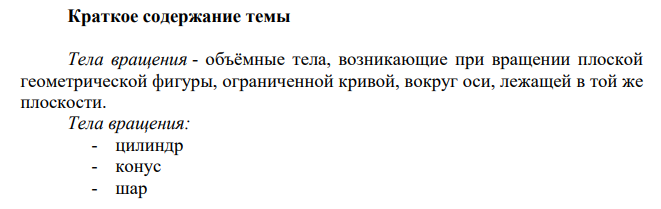 Краткое содержание темы
Тела вращения - объёмные тела, возникающие при вращении плоской
геометрической фигуры, ограниченной кривой, вокруг оси, лежащей в той же
плоскости.
Тела вращения:
- цилиндр
- конус
- шар